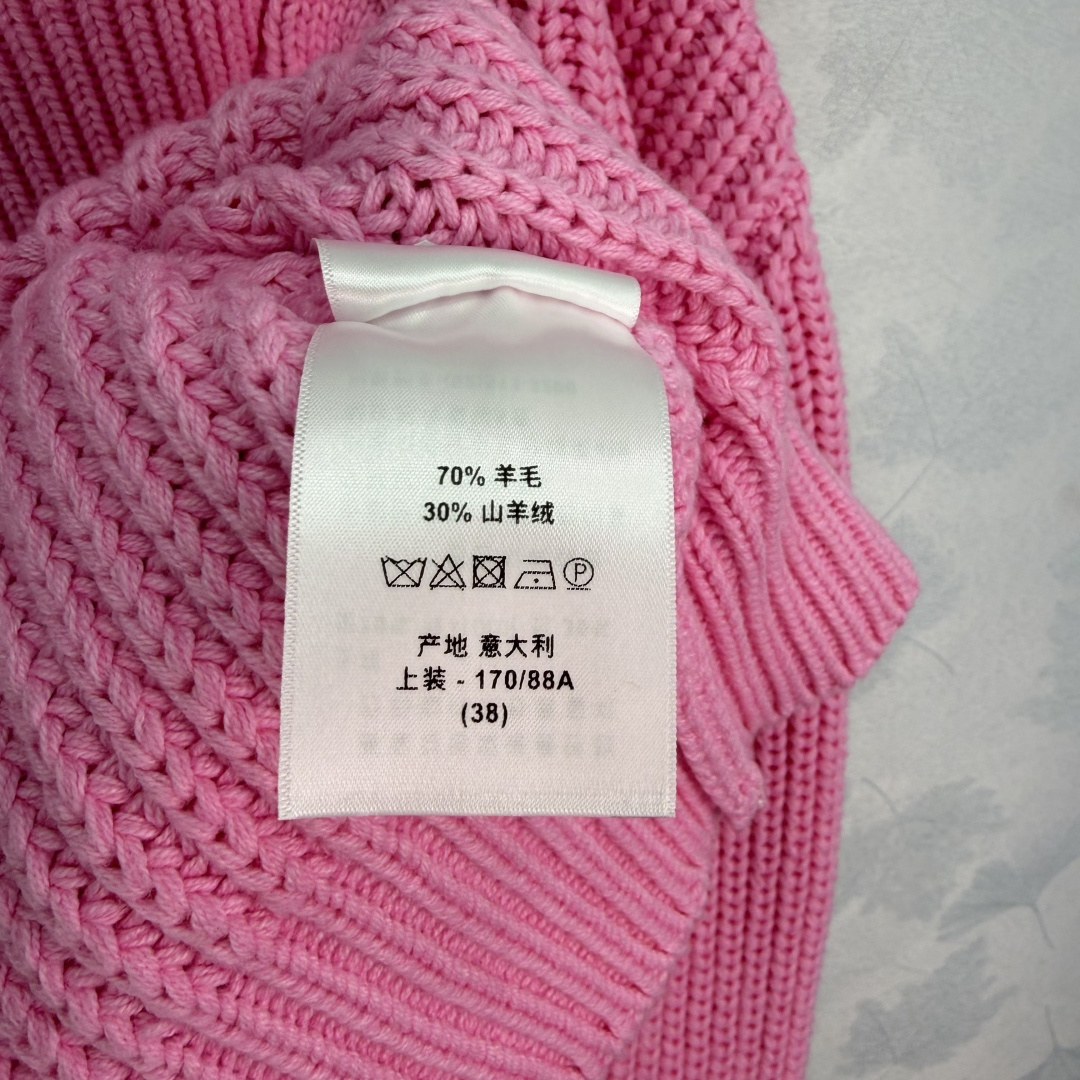 70% 羊毛
30% 山羊绒
P
产地 意大利
上装 - 170/88A
(38)